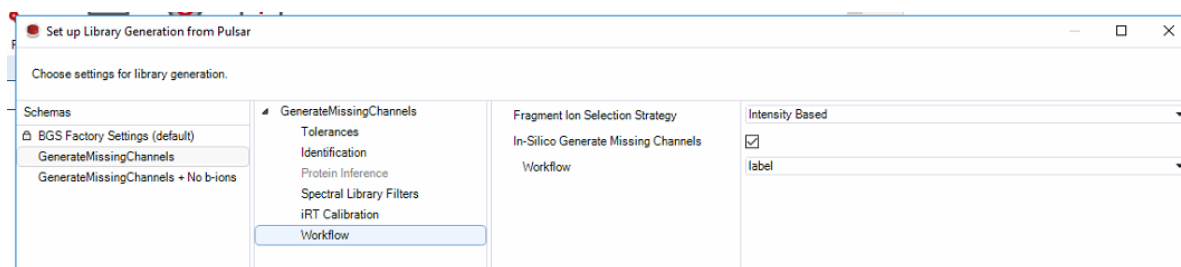 Set up Library Generation from Pulsar
Choose settings for library generation.
Schemas
BGS Factory Settings (default)
GenerateMissingChannels
GenerateMissingChannels + No b-ions
GenerateMissingChannels
Tolerances
Identification
Protein Inference
Spectral Library Filters
iRT Calibration
Workflow
Fragment Ion Selection Strategy
Intensity Based
In-Silico Generate Missing Channels
Workflow
label